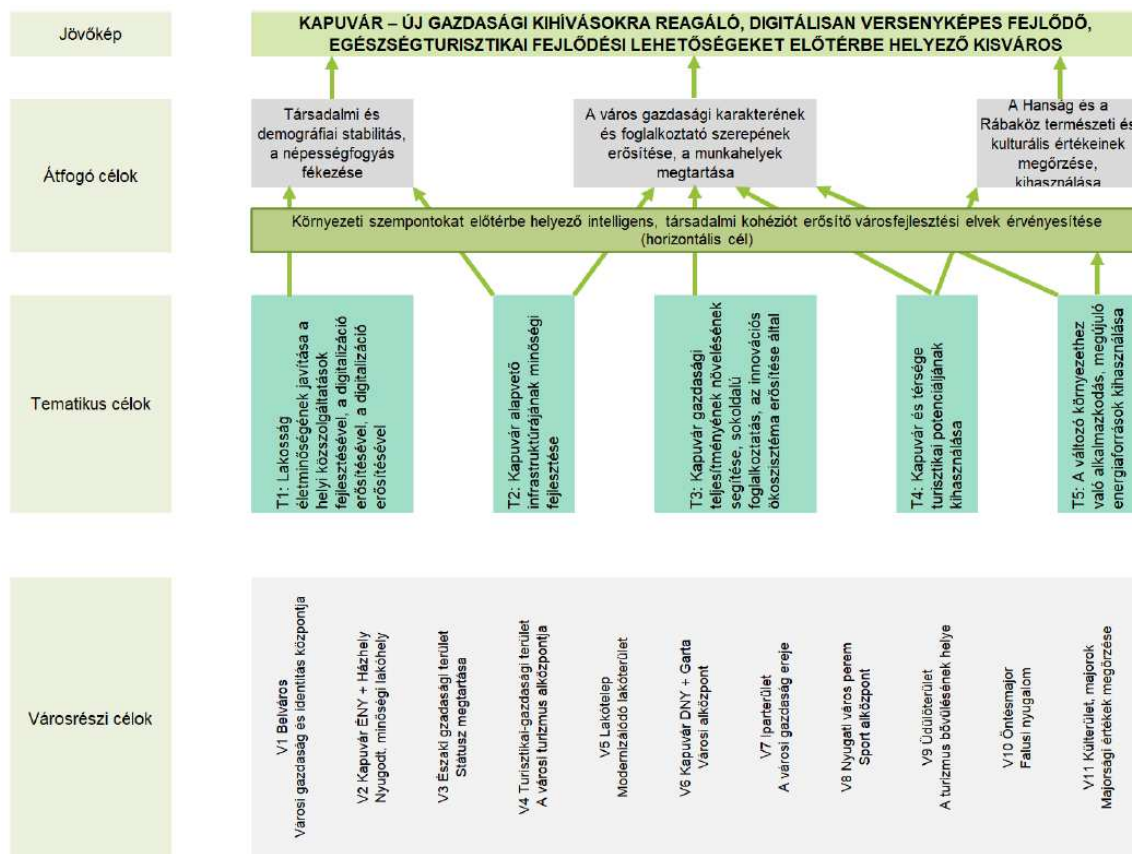 Jövőkép
KAPUVÁR – ÚJ GAZDASÁGI KIHÍVÁSOKRA REAGÁLÓ, DIGITÁLISAN VERSENYKÉPES FEJLŐDŐ,
EGÉSZSÉGTURISZTIKAI FEJLŐDÉSI LEHETŐSÉGEKET ELŐTÉRBE HELYEZŐ KISVÁROS
Átfogó célok
Társadalmi és
demográfiai stabilitás,
a népességfogyás
fékezése
A város gazdasági karakterének
és foglalkoztató szerepének
erősítése, a munkahelyek
megtartása
A Hanság és a
Rábaköz természeti és
kulturális értékeinek
megőrzése,
kihasználása
Környezeti szempontokat előtérbe helyező intelligens, társadalmi kohéziót erősítő városfejlesztési elvek érvényesítése
(horizontális cél)
Tematikus célok
T1: Lakosság
életminőségének javítása a
helyi közszolgáltatások
fejlesztésével, a digitalizáció
erősítésével, a digitalizáció
erősítésével
T2: Kapuvár alapvető
infrastruktúrájának minőségi
fejlesztése
T3: Kapuvár gazdasági
teljesítményének növelésének
segítése, sokoldalú
foglalkoztatás, az innovációs
ökoszisztéma erősítése által
T4: Kapuvár és térsége
turisztikai potenciáljának
kihasználása
T5: A változó környezethez
való alkalmazkodás, megújuló
energiaforrások kihasználása
Városrészi célok
V1 Belváros
Városi gazdaság és identitás központja
V2 Kapuvár ÉNY + Házhely
Nyugodt, minőségi lakóhely
V3 Északi gzadasági terület
Státusz megtartása
V4 Turisztikai-gazdasági terület
A városi turizmus alközpontja
V5 Lakótelep
Modernizálódó lakóterület
V6 Kapuvár DNY + Garta
Városi alközpont
V7 Iparterület
A városi gazdaság ereje
V8 Nyugati város perem
Sport alközpont
V9 Üdülőterület
A turizmus bővülésének helye
V10 Öntésmajor
Falusi nyugalom
V11 Külterület, majorok
Majorsági értékek megőrzése